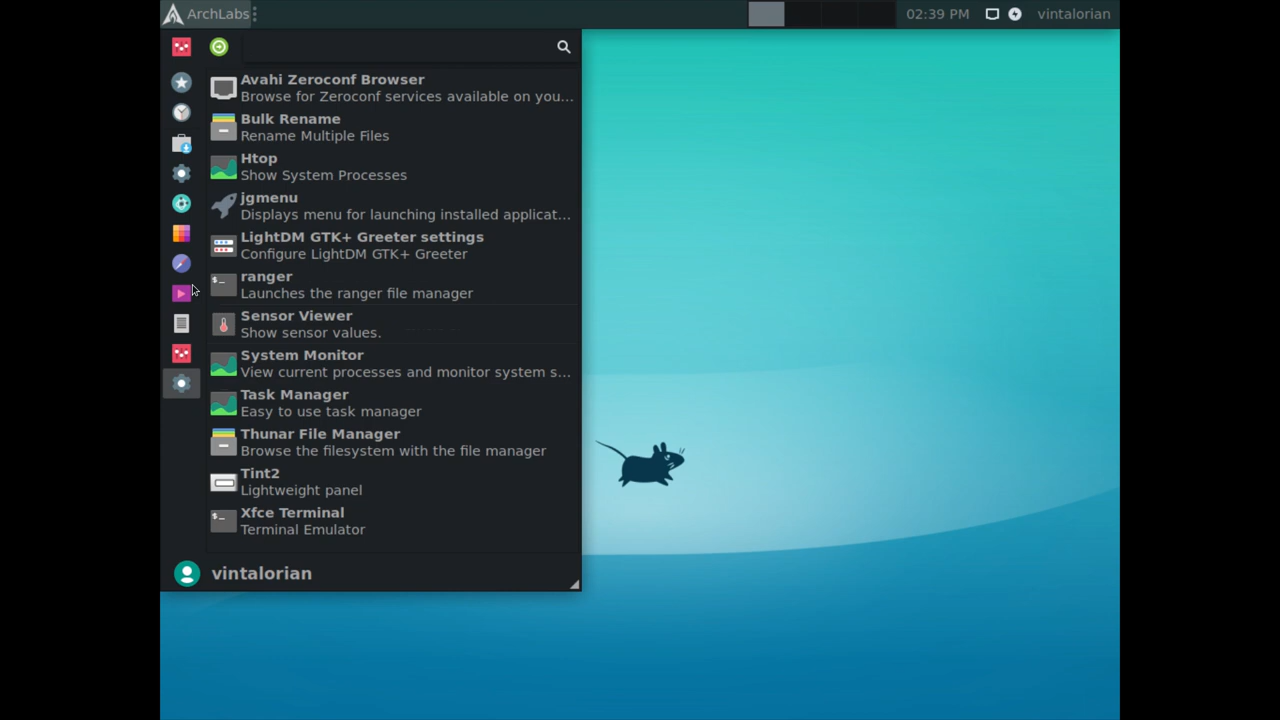 ArchLabs
02:39 PM
vintalorian
Avahi Zeroconf Browser
Browse for Zeroconf services available on you...
Bulk Rename
Rename Multiple Files
Htop
Show System Processes
jgmenu
Displays menu for launching installed applicat...
LightDM GTK+ Greeter settings
Configure LightDM GTK+ Greeter
$_
ranger
Launches the ranger file manager
Sensor Viewer
Show sensor values.
System Monitor
View current processes and monitor system s...
Task Manager
Easy to use task manager
Thunar File Manager
Browse the filesystem with the file manager
Tint2
Lightweight panel
$_
Xfce Terminal
Terminal Emulator
vintalorian